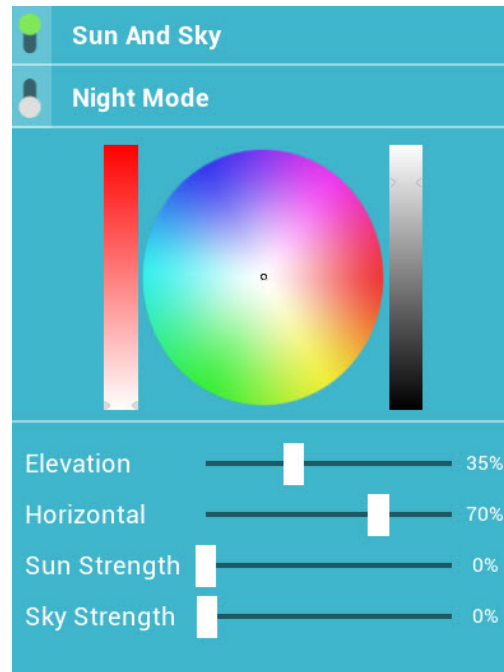 Sun And Sky
Night Mode
Elevation 35%
Horizontal 70%
Sun Strength 0%
Sky Strength 0%